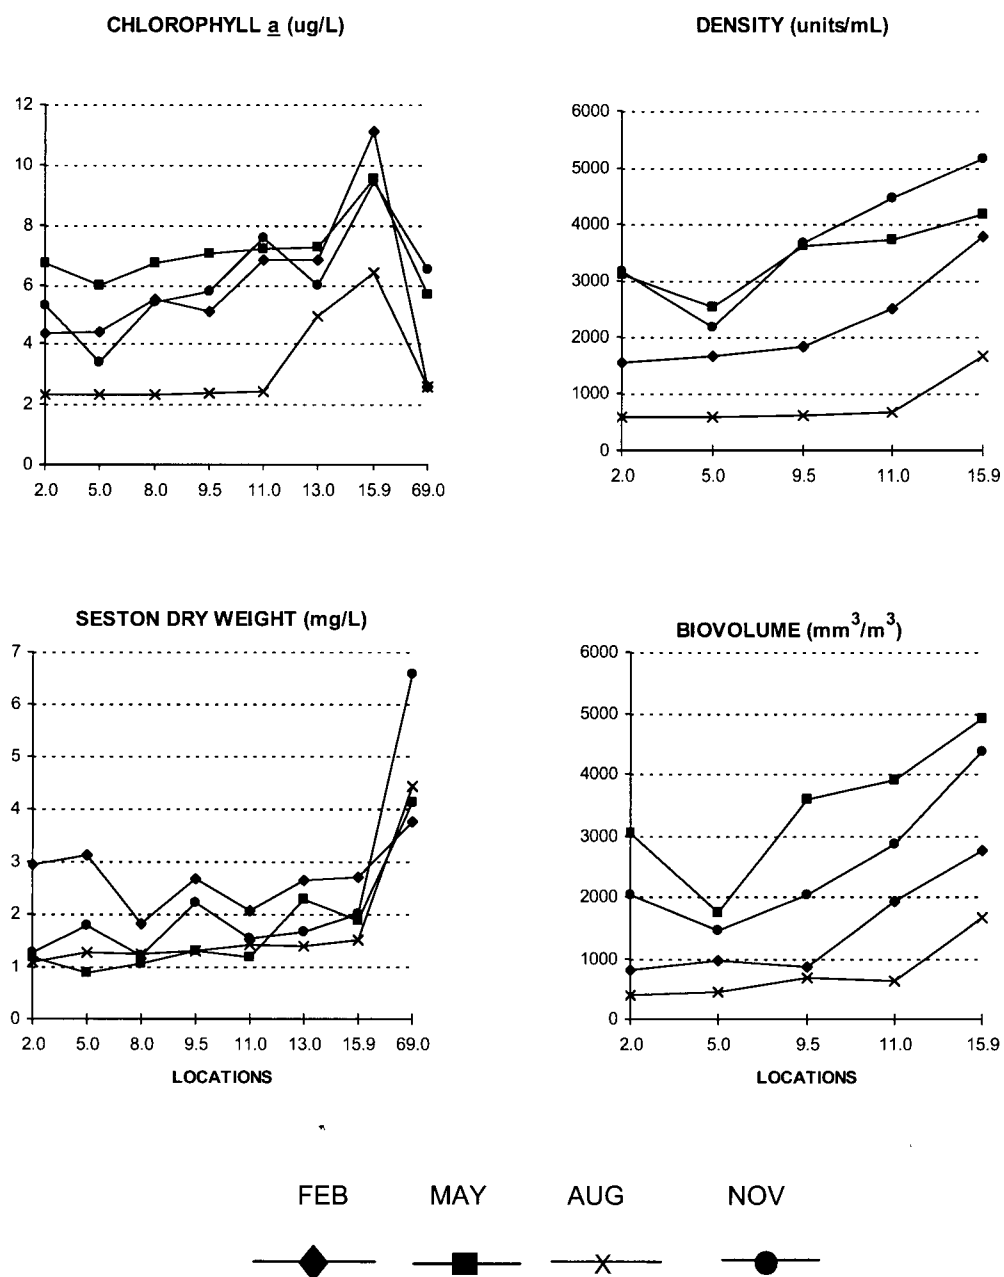 CHLOROPHYLL a (ug/L)
12
10
8
6
4
2
0
2.0 5.0 8.0 9.5 11.0 13.0 15.9 69.0
DENSITY (units/mL)
6000
5000
4000
3000
2000
1000
0
2.0 5.0 9.5 11.0 15.9
SESTON DRY WEIGHT (mg/L)
7
6
5
4
3
2
1
0
2.0 5.0 8.0 9.5 11.0 13.0 15.9 69.0
LOCATIONS
BIOVOLUME (mm³/m³)
6000
5000
4000
3000
2000
1000
0
2.0 5.0 9.5 11.0 15.9
LOCATIONS
FEB MAY AUG NOV